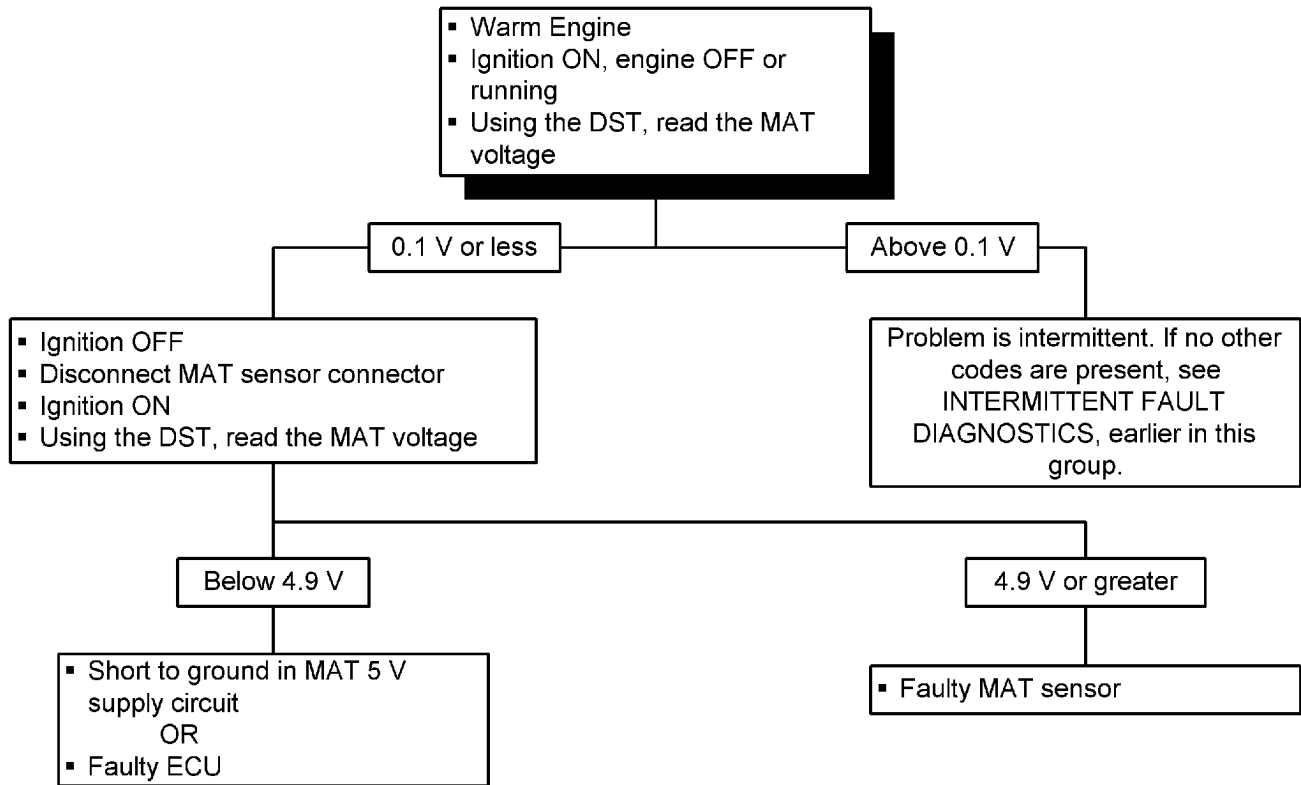 ▪ Warm Engine
▪ Ignition ON, engine OFF or
running
▪ Using the DST, read the MAT
voltage
0.1 V or less
Above 0.1 V
▪ Ignition OFF
▪ Disconnect MAT sensor connector
▪ Ignition ON
▪ Using the DST, read the MAT voltage
Problem is intermittent. If no other
codes are present, see
INTERMITTENT FAULT
DIAGNOSTICS, earlier in this
group.
Below 4.9 V
4.9 V or greater
▪ Short to ground in MAT 5 V
supply circuit
OR
▪ Faulty ECU
▪ Faulty MAT sensor